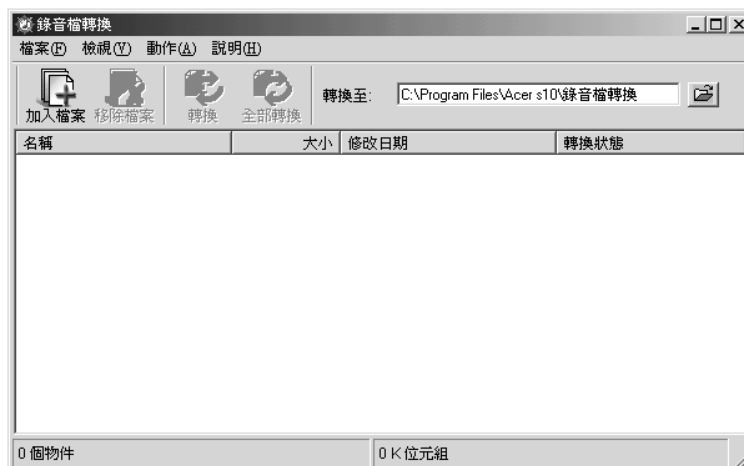 錄音檔轉換
檔案(F) 檢視(V) 動作(A) 說明(H)
加入檔案 移除檔案 轉換 全部轉換 轉換至: C:\Program Files\Acer s10\錄音檔轉換
名稱 大小 修改日期 轉換狀態
0 個物件 0 K 位元組